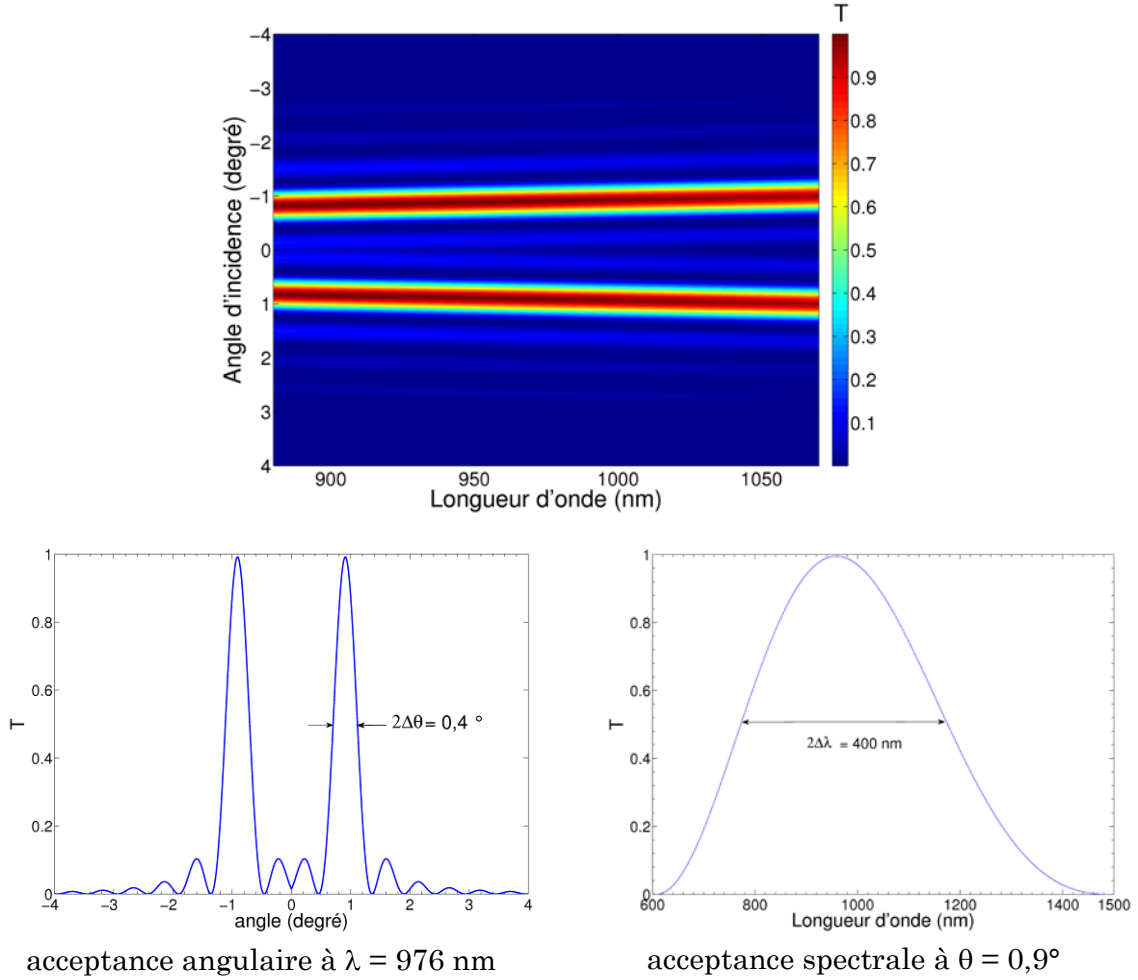 T
−4
−3
−2
−1
0
1
2
3
4
Angle d'incidence (degré)
900 950 1000 1050
Longueur d'onde (nm)
0.9
0.8
0.7
0.6
0.5
0.4
0.3
0.2
0.1
1
0.8
0.6
0.4
0.2
0
T
2Δθ = 0,4 °
−4 −3 −2 −1 0 1 2 3 4
angle (degré)
acceptance angulaire à λ = 976 nm
1
0.8
0.6
0.4
0.2
0
T
2Δλ = 400 nm
600 800 1000 1200 1500
Longueur d'onde (nm)
acceptance spectrale à θ = 0,9°